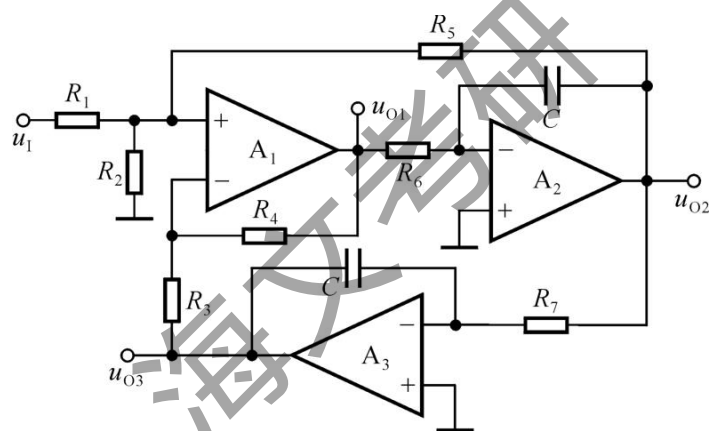 R5
R1
uI
+
A1
−
uO1
C
R2
R6
−
A2
+
uO2
R4
C
R3
R7
−
A3
+
uO3
海文考研